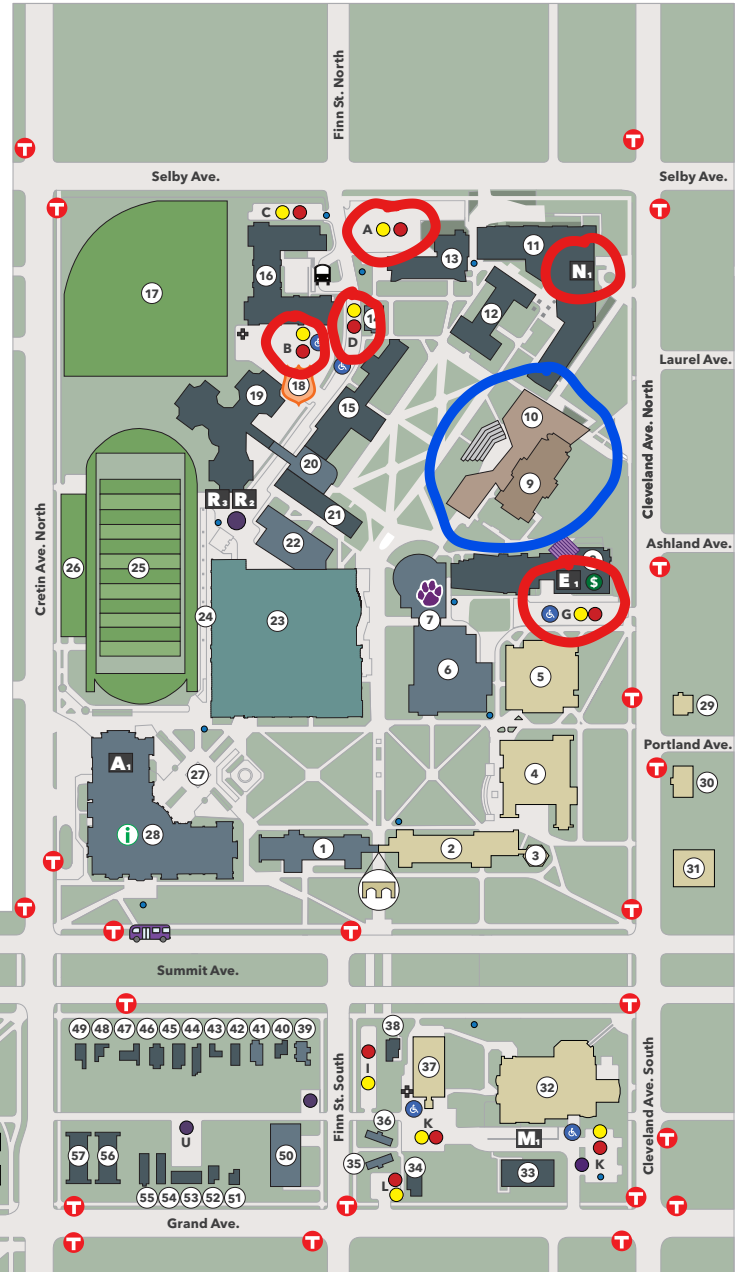 Finn St. North
T
T
Selby Ave.
Selby Ave.
T
T
C
A
13
11
N1
16
17
12
14
B
D
Laurel Ave.
18
19
15
10
Cleveland Ave. North
20
9
R3 R2
21
Cretin Ave. North
22
Ashland Ave.
26
25
E1 $
T
24
23
7
G
6
5
T
29
Portland Ave.
A1
27
4
T
30
i 28
1
2
3
T
31
T
T
T
T
Summit Ave.
T
T
49 48 47 46 45 44 43 42 41 40 39
38
I
37
32
Finn St. South
Cleveland Ave. South
U
36
K
M1
T
57 56
50
35
34
33
K
55 54 53 52 51
L
T
T
T
T
Grand Ave.
T
T
T